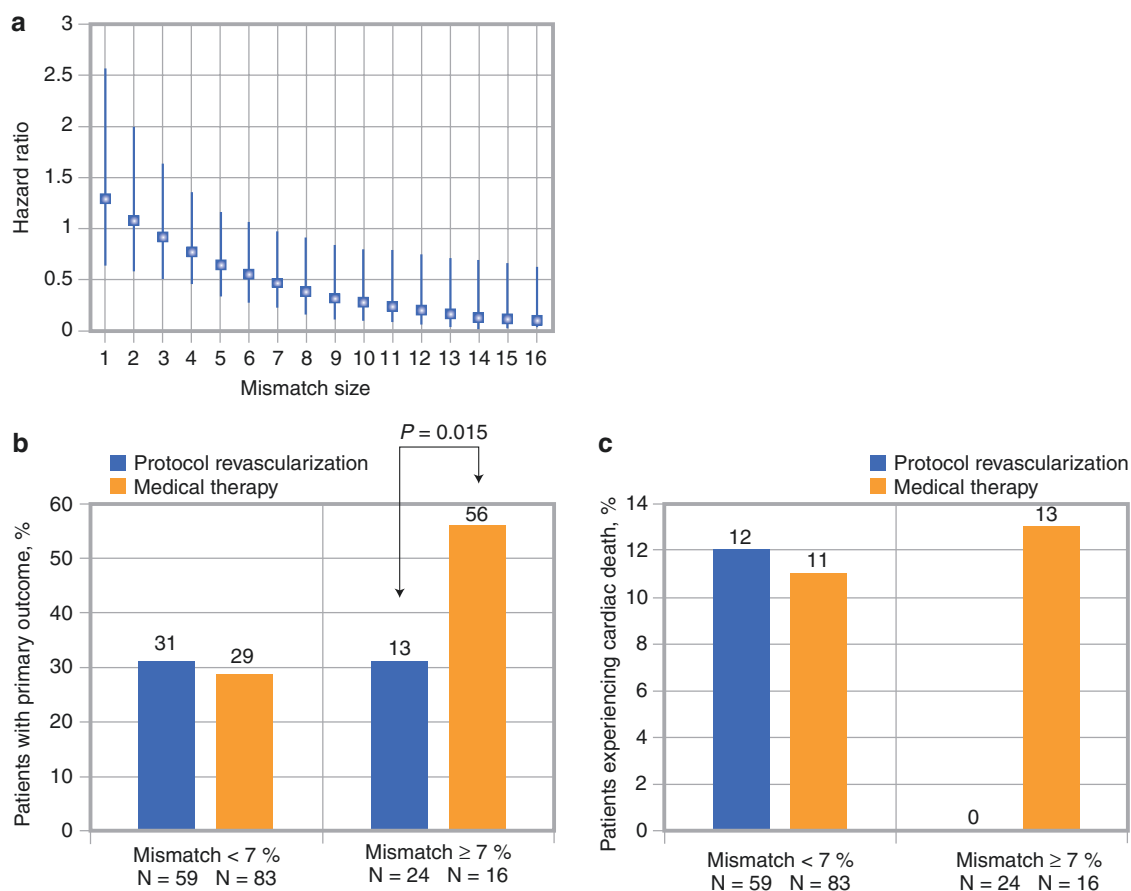 a
Hazard ratio
3
2.5
2
1.5
1
0.5
0
1 2 3 4 5 6 7 8 9 10 11 12 13 14 15 16
Mismatch size
b
P = 0.015
Protocol revascularization
Medical therapy
Patients with primary outcome, %
60
50
40
30
20
10
0
31
29
13
56
Mismatch < 7 %
N = 59 N = 83
Mismatch ≥ 7 %
N = 24 N = 16
c
Protocol revascularization
Medical therapy
Patients experiencing cardiac death, %
14
12
10
8
6
4
2
0
12
11
0
13
Mismatch < 7 %
N = 59 N = 83
Mismatch ≥ 7 %
N = 24 N = 16